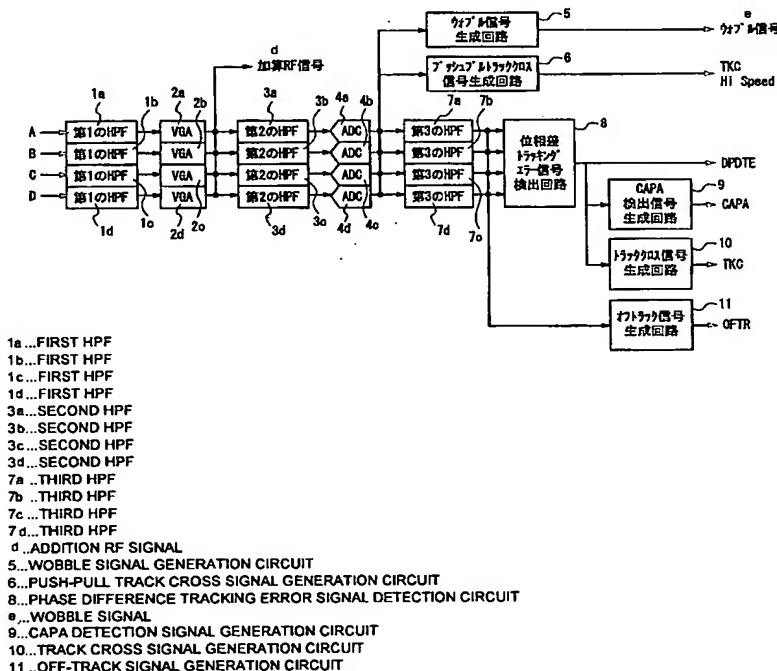 5
ウォブル信号
生成回路
e
ウォブル信号
6
プッシュプルトラッククロス
信号生成回路
TKC
Hi Speed
d
加算RF信号
1a
1b
2a
2b
3a
3b
4a
4b
7a
7b
8
A
B
C
D
第1のHPF
第1のHPF
第1のHPF
第1のHPF
VGA
VGA
VGA
VGA
第2のHPF
第2のHPF
第2のHPF
第2のHPF
ADC
ADC
ADC
ADC
第3のHPF
第3のHPF
第3のHPF
第3のHPF
位相差
トラッキング
エラー信号
検出回路
DPDTE
1d
1c
2d
2c
3d
3c
4d
4c
7d
7c
CAPA
検出信号
生成回路
9
CAPA
10
トラッククロス信号
生成回路
TKC
11
オフトラック信号
生成回路
OFTR
1a...FIRST HPF
1b...FIRST HPF
1c...FIRST HPF
1d...FIRST HPF
3a...SECOND HPF
3b...SECOND HPF
3c...SECOND HPF
3d...SECOND HPF
7a ...THIRD HPF
7b ..THIRD HPF
7c ...THIRD HPF
7d...THIRD HPF
d ..ADDITION RF SIGNAL
5...WOBBLE SIGNAL GENERATION CIRCUIT
6...PUSH-PULL TRACK CROSS SIGNAL GENERATION CIRCUIT
8...PHASE DIFFERENCE TRACKING ERROR SIGNAL DETECTION CIRCUIT
e...WOBBLE SIGNAL
9...CAPA DETECTION SIGNAL GENERATION CIRCUIT
10...TRACK CROSS SIGNAL GENERATION CIRCUIT
11...OFF-TRACK SIGNAL GENERATION CIRCUIT